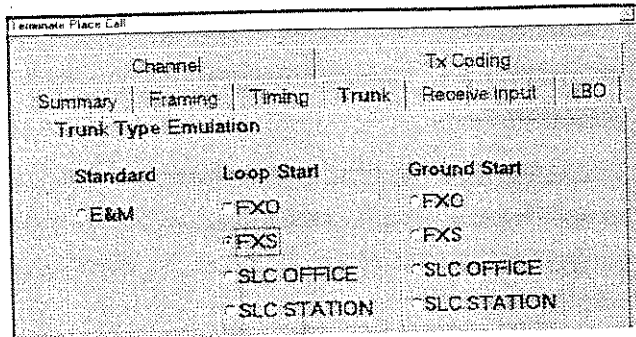 Terminate Place Call
Channel Tx Coding
Summary Framing Timing Trunk Receive Input LBO
Trunk Type Emulation
Standard Loop Start Ground Start
E&M FXO FXO
FXS FXS
SLC OFFICE SLC OFFICE
SLC STATION SLC STATION